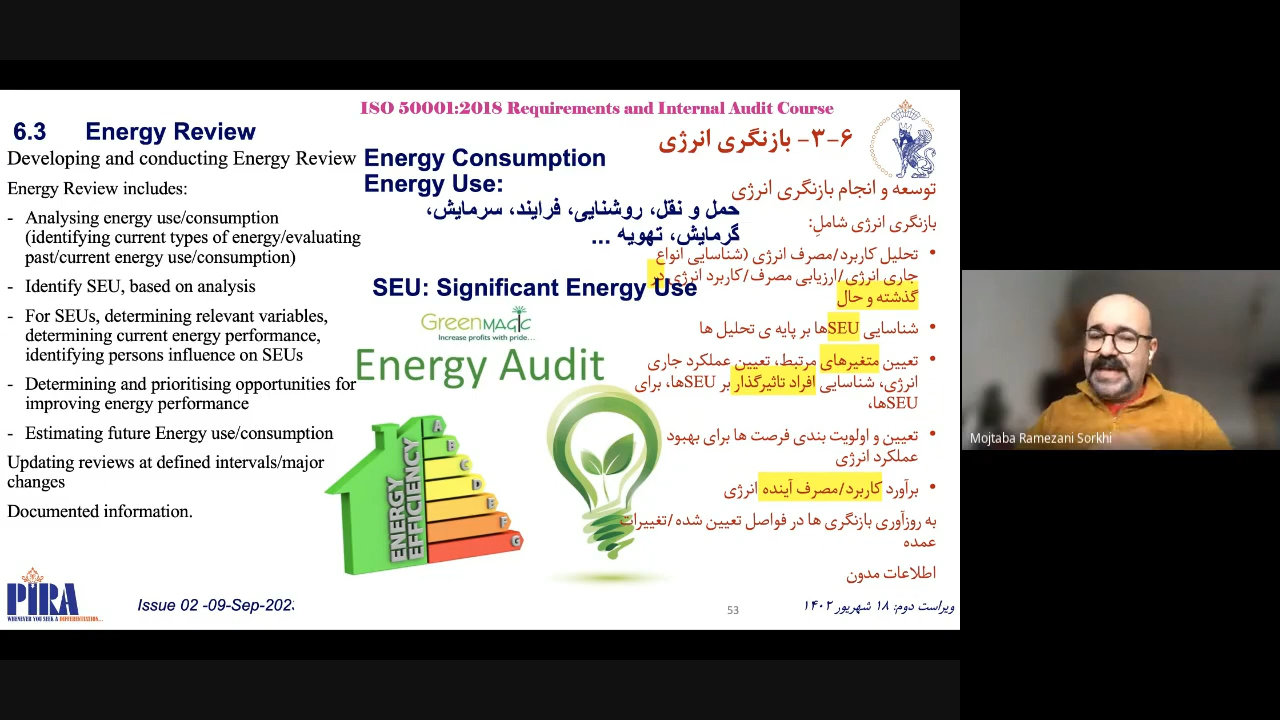 ISO 50001:2018 Requirements and Internal Audit Course
6.3 Energy Review
Developing and conducting Energy Review
Energy Review includes:
- Analysing energy use/consumption
(identifying current types of energy/evaluating
past/current energy use/consumption)
- Identify SEU, based on analysis
- For SEUs, determining relevant variables,
determining current energy performance,
identifying persons influence on SEUs
- Determining and prioritising opportunities for
improving energy performance
- Estimating future Energy use/consumption
Updating reviews at defined intervals/major
changes
Documented information.
Energy Consumption
Energy Use:
حمل و نقل، روشنایی، فرایند، سرمایش،
گرمایش، تهویه ...
SEU: Significant Energy Use
GreenMAGIC
Increase profits with pride...
Energy Audit
ENERGY
EFFICIENCY
A
B
C
D
E
F
G
۶-۳- بازنگری انرژی
توسعه و انجام بازنگری انرژی
بازنگری انرژی شاملِ:
• تحلیل کاربرد/مصرف انرژی (شناسایی انواع
جاری انرژی/ارزیابی مصرف/کاربرد انرژی در
گذشته و حال
• شناسایی SEUها بر پایه ی تحلیل ها
• تعیین متغیرهای مرتبط، تعیین عملکرد جاری
انرژی، شناسایی افراد تاثیرگذار بر SEUها، برای
SEUها،
• تعیین و اولویت بندی فرصت ها برای بهبود
عملکرد انرژی
• برآورد کاربرد/مصرف آینده انرژی
به روزآوری بازنگری ها در فواصل تعیین شده/تغییرات
عمده
اطلاعات مدون
PIRA
WHENEVER YOU SEEK A DIFFERENTIATION...
Issue 02 -09-Sep-2023
53
ویراست دوم: ۱۸ شهریور ۱۴۰۲
Mojtaba Ramezani Sorkhi